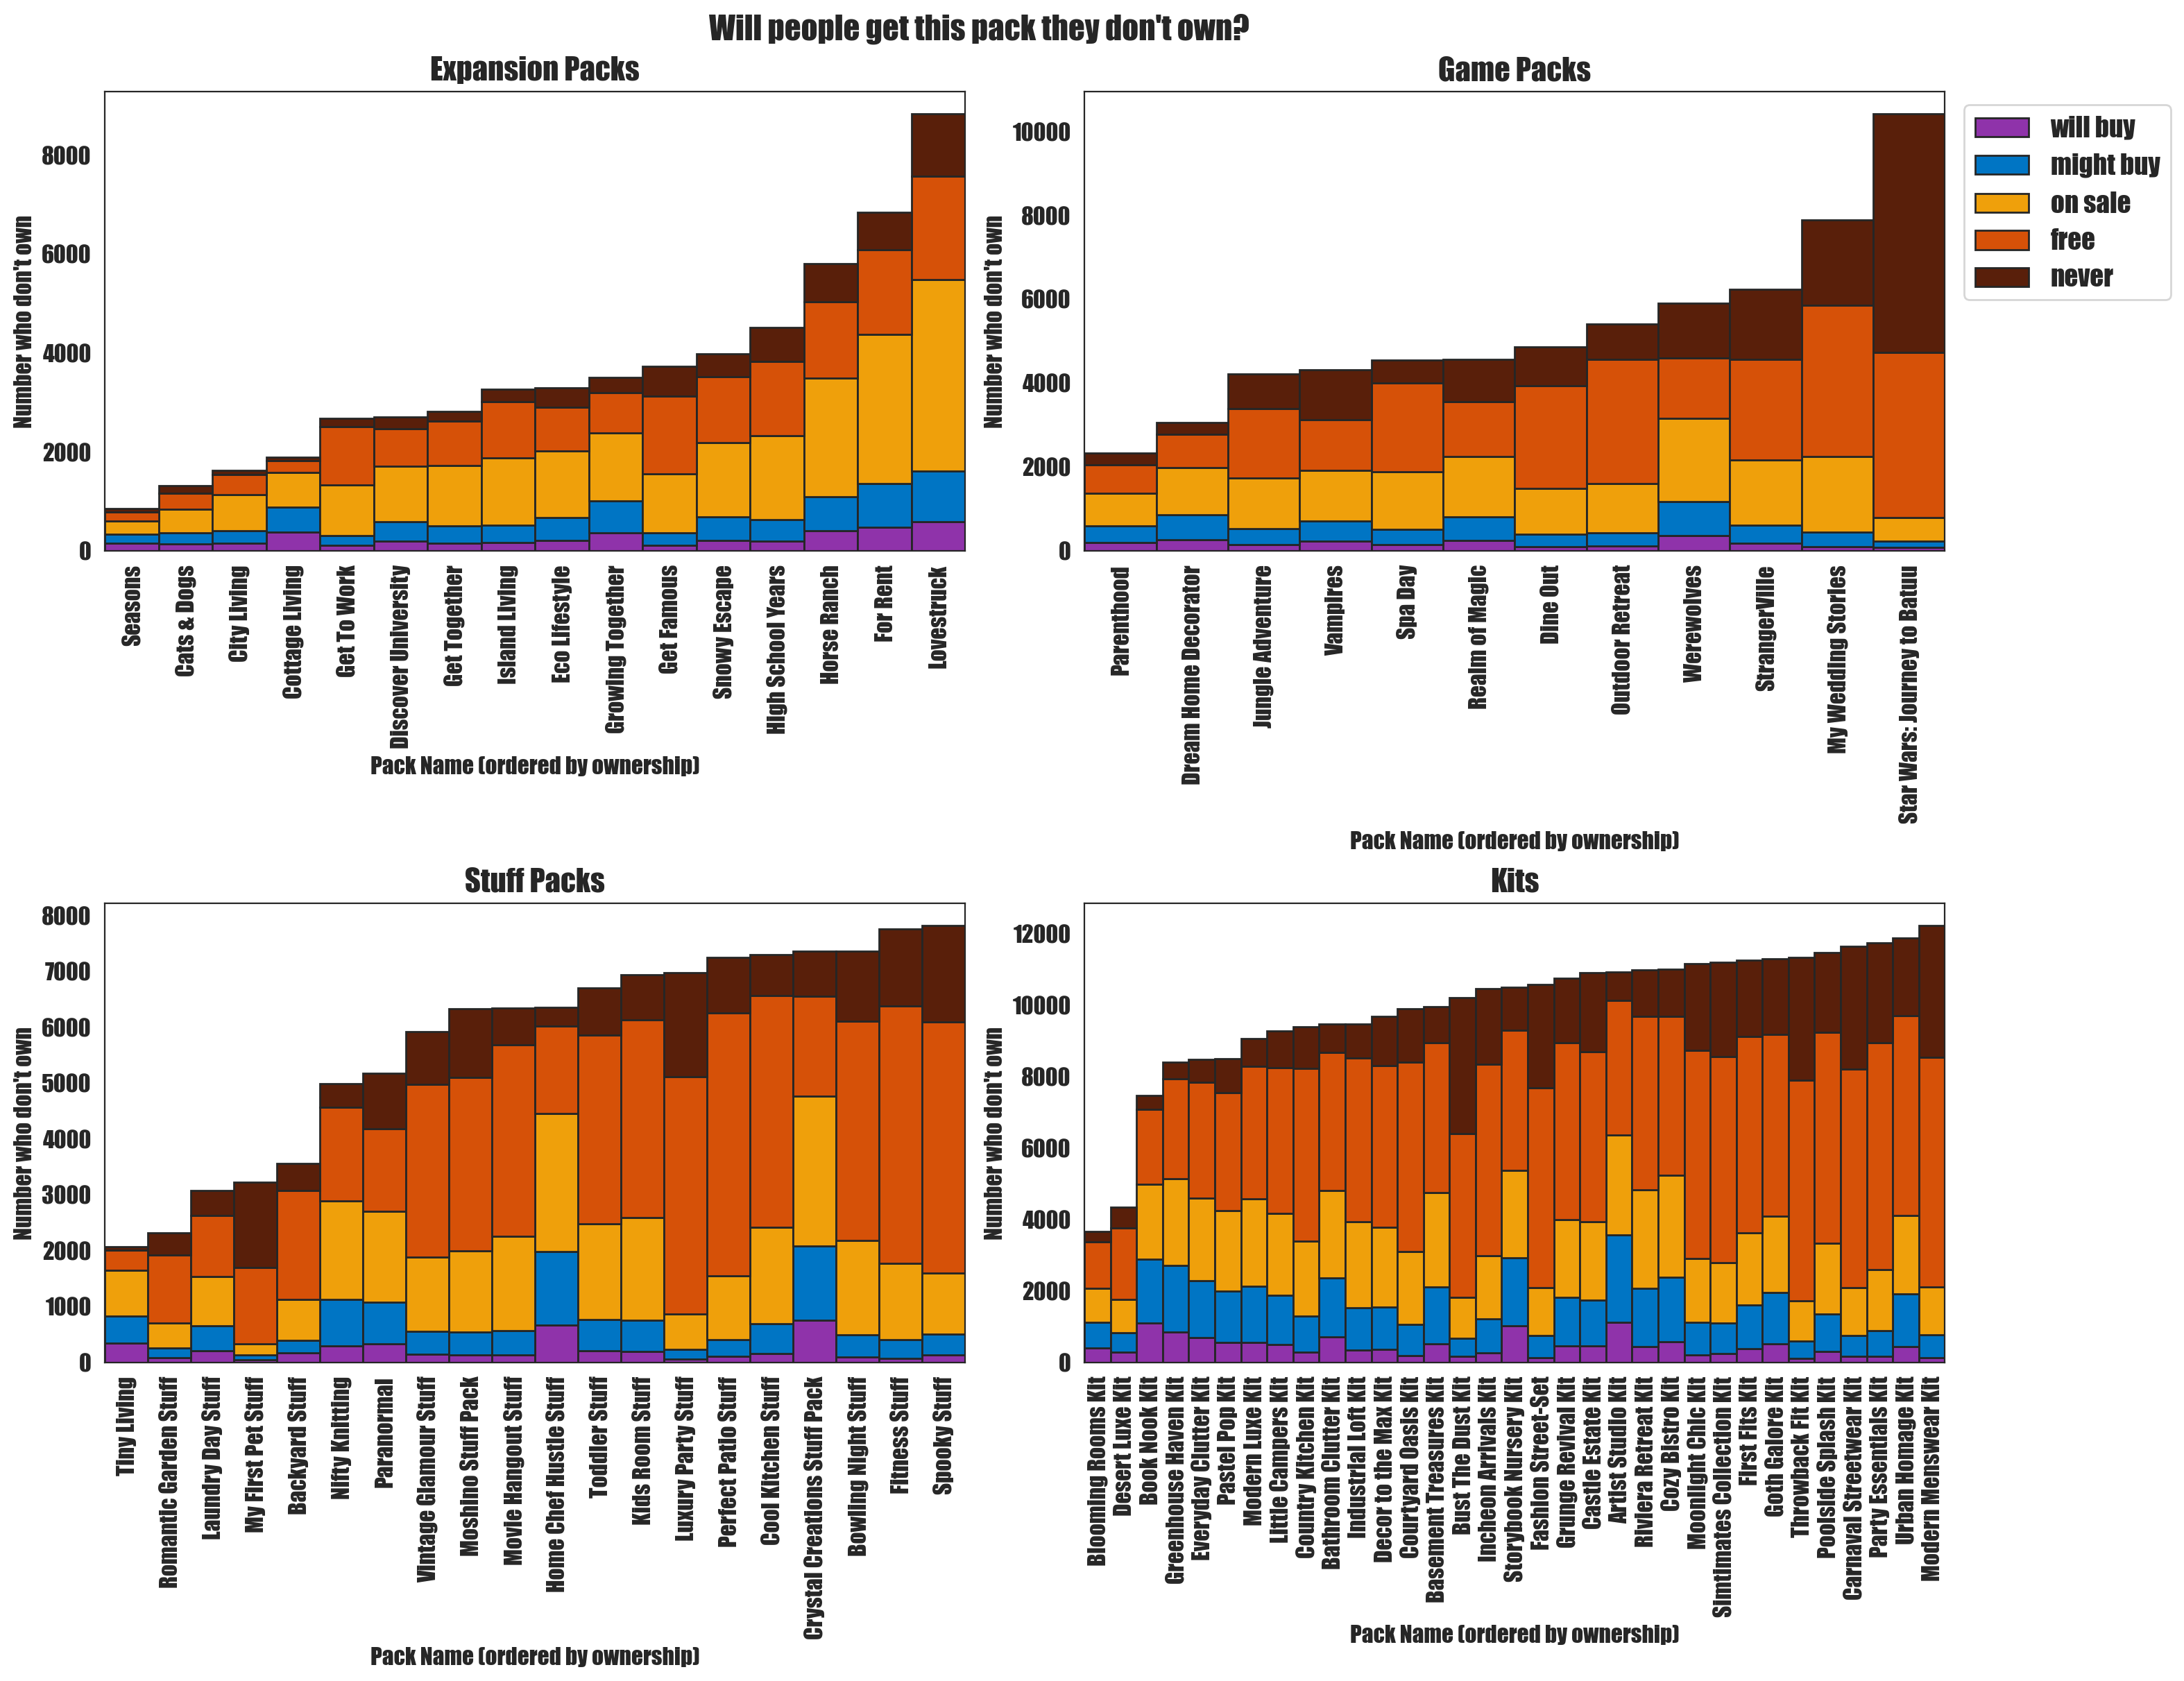 Will people get this pack they don't own?
Expansion Packs
Number who don't own
8000
6000
4000
2000
0
Seasons
Cats & Dogs
City Living
Cottage Living
Get To Work
Discover University
Get Together
Island Living
Eco Lifestyle
Growing Together
Get Famous
Snowy Escape
High School Years
Horse Ranch
For Rent
Lovestruck
Pack Name (ordered by ownership)
Game Packs
Number who don't own
10000
8000
6000
4000
2000
0
Parenthood
Dream Home Decorator
Jungle Adventure
Vampires
Spa Day
Realm of Magic
Dine Out
Outdoor Retreat
Werewolves
StrangerVille
My Wedding Stories
Star Wars: Journey to Batuu
Pack Name (ordered by ownership)
will buy
might buy
on sale
free
never
Stuff Packs
Number who don't own
8000
7000
6000
5000
4000
3000
2000
1000
0
Tiny Living
Romantic Garden Stuff
Laundry Day Stuff
My First Pet Stuff
Backyard Stuff
Nifty Knitting
Paranormal
Vintage Glamour Stuff
Moshino Stuff Pack
Movie Hangout Stuff
Home Chef Hustle Stuff
Toddler Stuff
Kids Room Stuff
Luxury Party Stuff
Perfect Patio Stuff
Cool Kitchen Stuff
Crystal Creations Stuff Pack
Bowling Night Stuff
Fitness Stuff
Spooky Stuff
Pack Name (ordered by ownership)
Kits
Number who don't own
12000
10000
8000
6000
4000
2000
0
Blooming Rooms Kit
Desert Luxe Kit
Book Nook Kit
Greenhouse Haven Kit
Everyday Clutter Kit
Pastel Pop Kit
Modern Luxe Kit
Little Campers Kit
Country Kitchen Kit
Bathroom Clutter Kit
Industrial Loft Kit
Decor to the Max Kit
Courtyard Oasis Kit
Basement Treasures Kit
Bust The Dust Kit
Incheon Arrivals Kit
Storybook Nursery Kit
Fashion Street-Set
Grunge Revival Kit
Castle Estate Kit
Artist Studio Kit
Riviera Retreat Kit
Cozy Bistro Kit
Moonlight Chic Kit
Simtimates Collection Kit
First Fits Kit
Goth Galore Kit
Throwback Fit Kit
Poolside Splash Kit
Carnaval Streetwear Kit
Party Essentials Kit
Urban Homage Kit
Modern Menswear Kit
Pack Name (ordered by ownership)